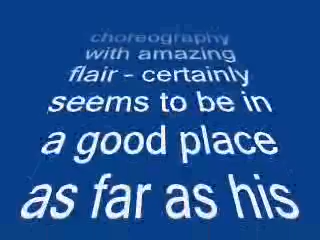 choreography
with amazing
flair - certainly
seems to be in
a good place
as far as his